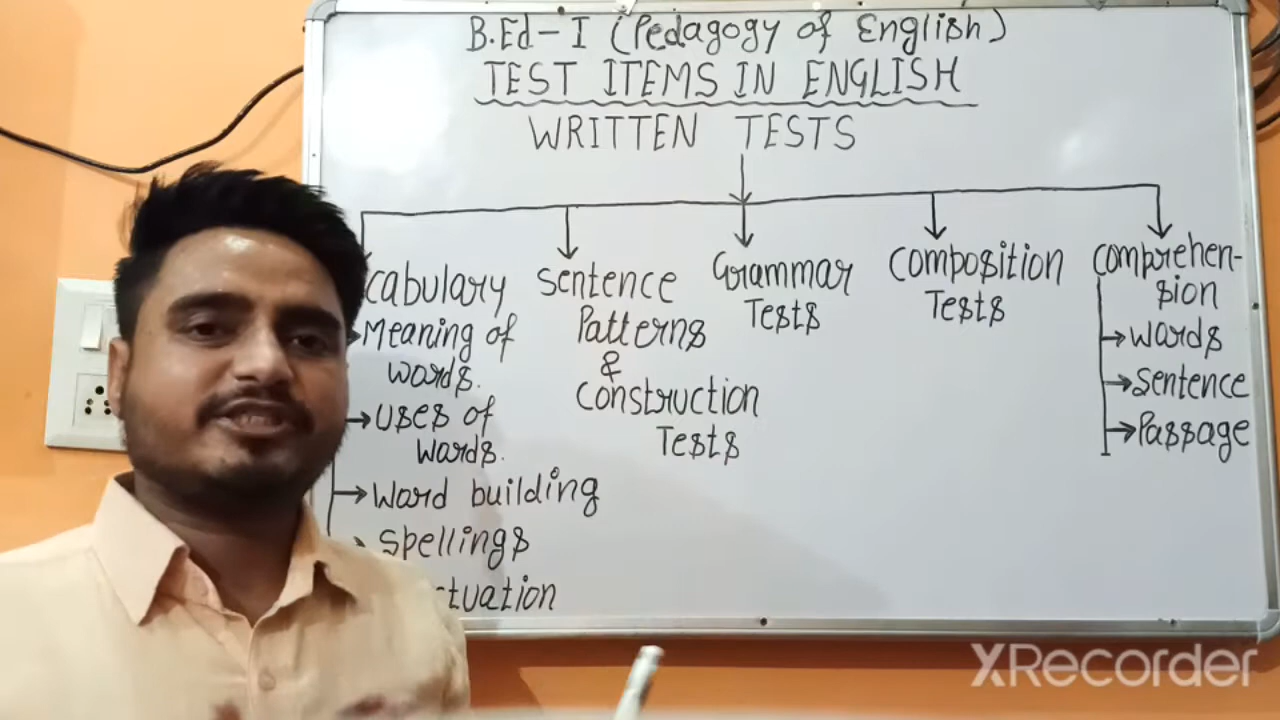 B.Ed-I (Pedagogy of English)
TEST ITEMS IN ENGLISH
WRITTEN TESTS
cabulary
Meaning of
words.
Uses of
words.
Word building
Spellings
ctuation
Sentence
Patterns
&
Construction
Tests
Grammar
Tests
Composition
Tests
Comprehen-
sion
Words
Sentence
Passage
XRecorder